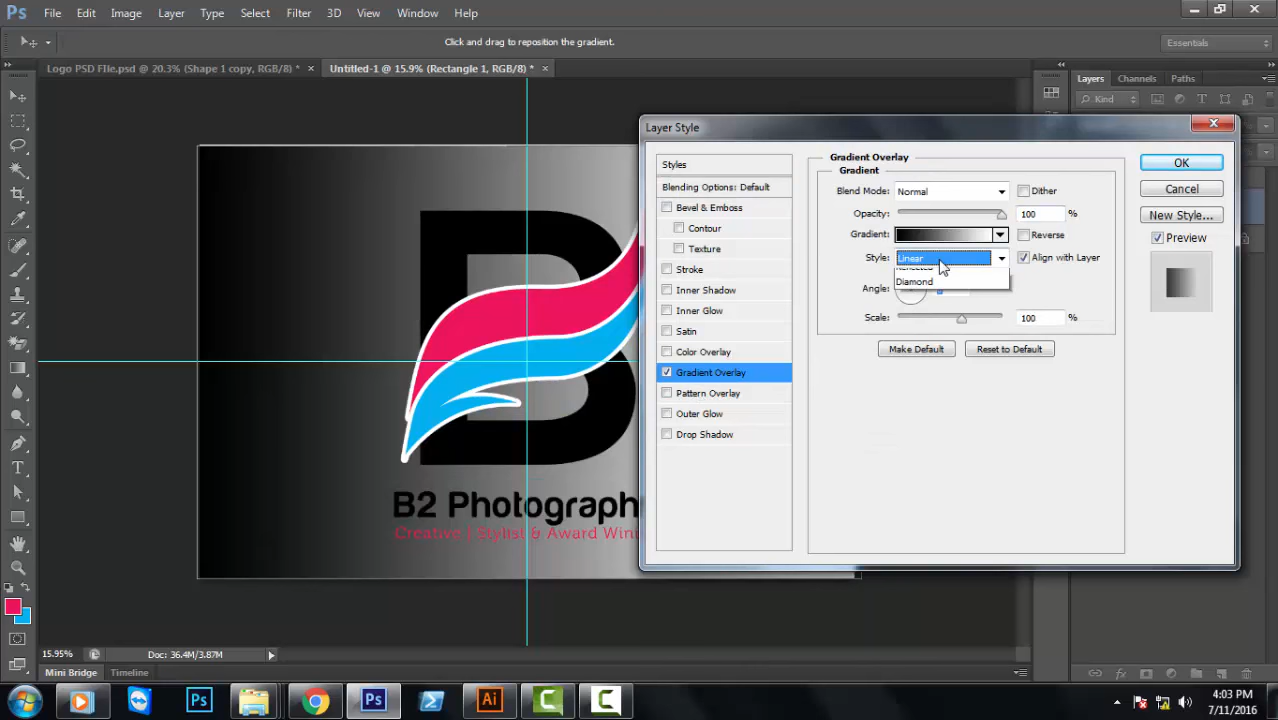 Ps File Edit Image Layer Type Select Filter 3D View Window Help
Click and drag to reposition the gradient.
Essentials
Logo PSD File.psd @ 20.3% (Shape 1 copy, RGB/8) * ×
Untitled-1 @ 15.9% (Rectangle 1, RGB/8) * ×
Layers Channels Paths
Kind
Layer Style
Styles
Blending Options: Default
Bevel & Emboss
Contour
Texture
Stroke
Inner Shadow
Inner Glow
Satin
Color Overlay
Gradient Overlay
Pattern Overlay
Outer Glow
Drop Shadow
Gradient Overlay
Gradient
Blend Mode: Normal Dither
Opacity: 100 %
Gradient: Reverse
Style: Linear Align with Layer
Diamond
Angle:
Scale: 100 %
Make Default Reset to Default
OK
Cancel
New Style...
Preview
B
B2 Photograph
Creative | Stylist & Award Win
15.95% Doc: 36.4M/3.87M
Mini Bridge Timeline
Ps Ai
4:03 PM
7/11/2016